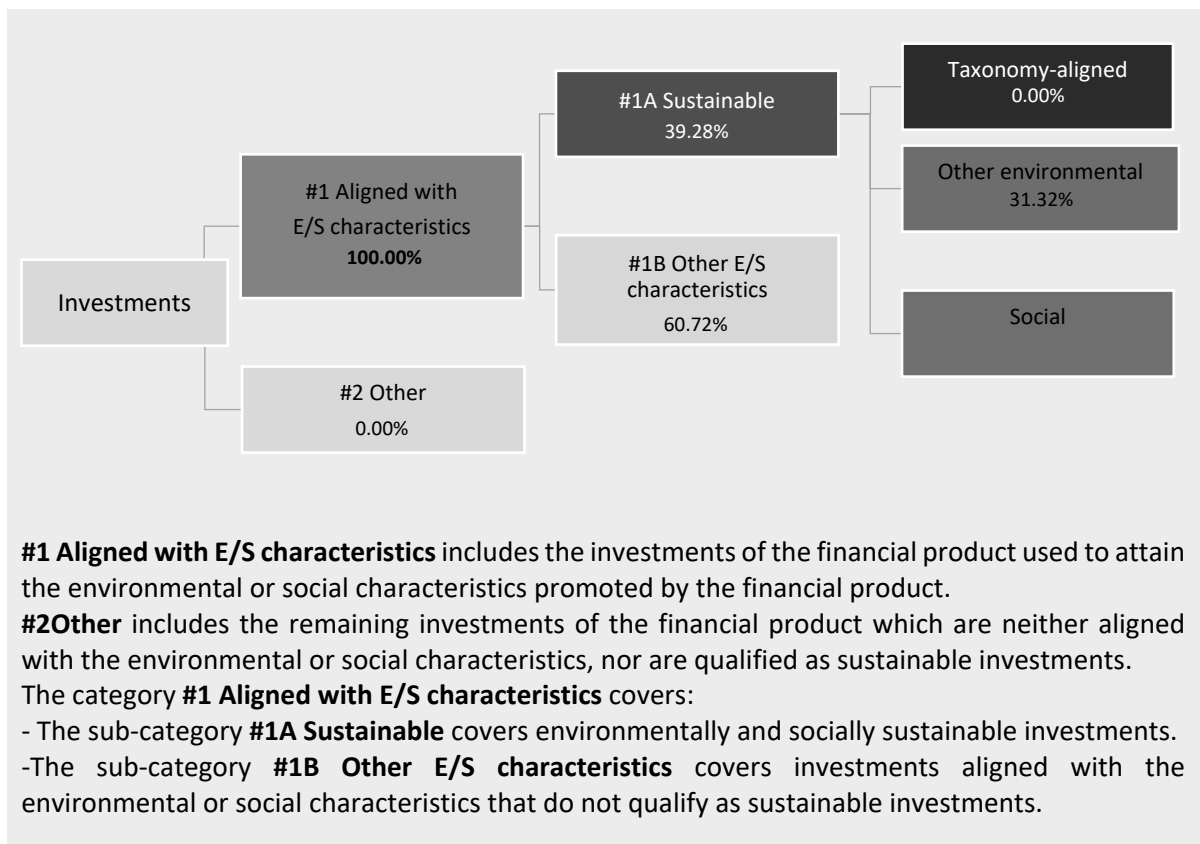 Taxonomy-aligned
0.00%
#1A Sustainable
39.28%
Other environmental
31.32%
#1 Aligned with
E/S characteristics
100.00%
#1B Other E/S
characteristics
60.72%
Investments
Social
#2 Other
0.00%
#1 Aligned with E/S characteristics includes the investments of the financial product used to attain
the environmental or social characteristics promoted by the financial product.
#2Other includes the remaining investments of the financial product which are neither aligned
with the environmental or social characteristics, nor are qualified as sustainable investments.
The category #1 Aligned with E/S characteristics covers:
- The sub-category #1A Sustainable covers environmentally and socially sustainable investments.
-The sub-category #1B Other E/S characteristics covers investments aligned with the
environmental or social characteristics that do not qualify as sustainable investments.